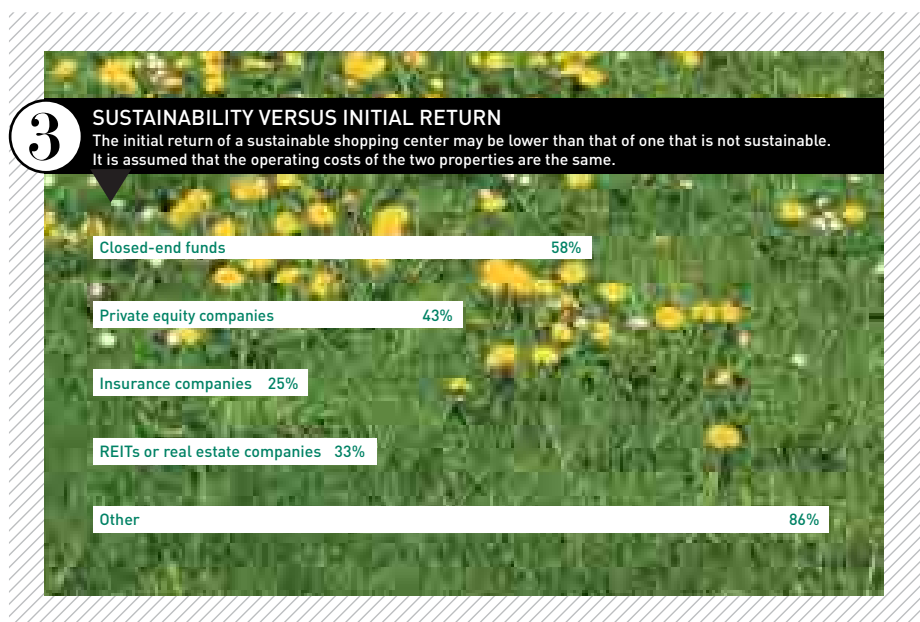 3
SUSTAINABILITY VERSUS INITIAL RETURN
The initial return of a sustainable shopping center may be lower than that of one that is not sustainable.
It is assumed that the operating costs of the two properties are the same.
Closed-end funds 58%
Private equity companies 43%
Insurance companies 25%
REITs or real estate companies 33%
Other 86%